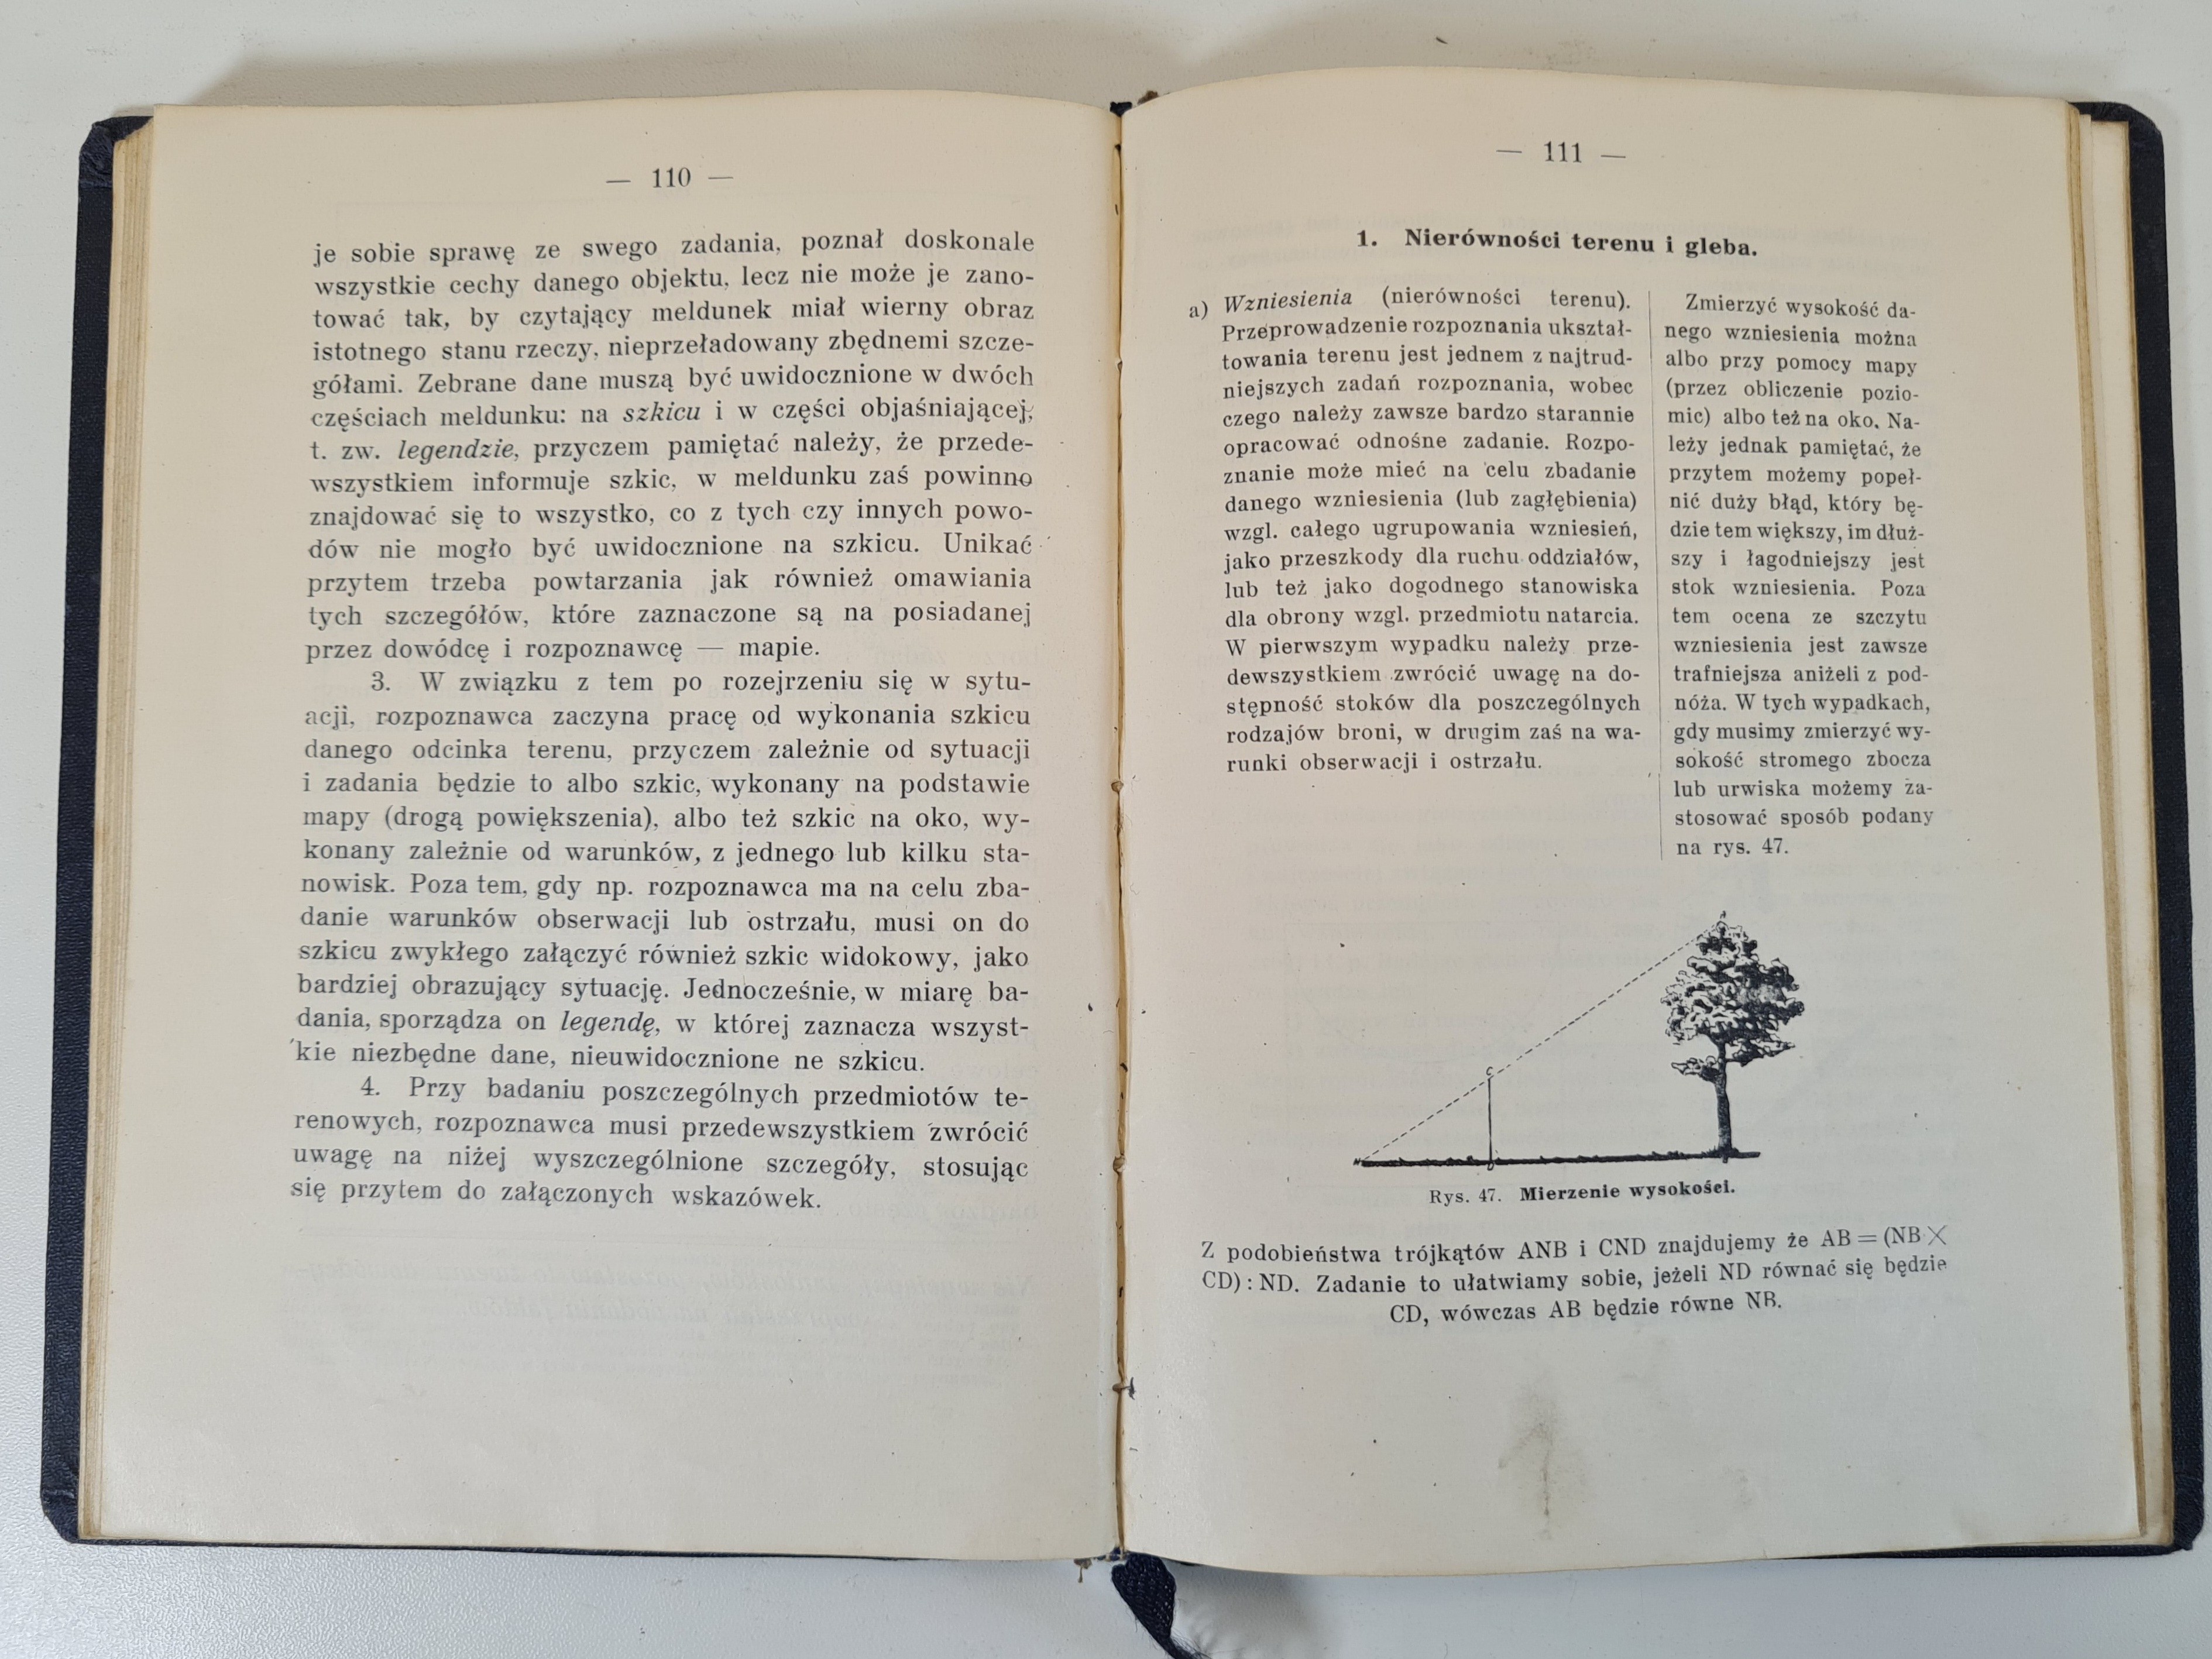 — 110 —
je sobie sprawę ze swego zadania, poznał doskonale
wszystkie cechy danego objektu, lecz nie może je zano-
tować tak, by czytający meldunek miał wierny obraz
istotnego stanu rzeczy, nieprzeładowany zbędnemi szcze-
gółami. Zebrane dane muszą być uwidocznione w dwóch
częściach meldunku: na szkicu i w części objaśniającej,
t. zw. legendzie, przyczem pamiętać należy, że przede-
wszystkiem informuje szkic, w meldunku zaś powinno
znajdować się to wszystko, co z tych czy innych powo-
dów nie mogło być uwidocznione na szkicu. Unikać
przytem trzeba powtarzania jak również omawiania
tych szczegółów, które zaznaczone są na posiadanej
przez dowódcę i rozpoznawcę — mapie.
3. W związku z tem po rozejrzeniu się w sytu-
acji, rozpoznawca zaczyna pracę od wykonania szkicu
danego odcinka terenu, przyczem zależnie od sytuacji
i zadania będzie to albo szkic, wykonany na podstawie
mapy (drogą powiększenia), albo też szkic na oko, wy-
konany zależnie od warunków, z jednego lub kilku sta-
nowisk. Poza tem, gdy np. rozpoznawca ma na celu zba-
danie warunków obserwacji lub ostrzału, musi on do
szkicu zwykłego załączyć również szkic widokowy, jako
bardziej obrazujący sytuację. Jednocześnie, w miarę ba-
dania, sporządza on legendę, w której zaznacza wszyst-
kie niezbędne dane, nieuwidocznione ne szkicu.
4. Przy badaniu poszczególnych przedmiotów te-
renowych, rozpoznawca musi przedewszystkiem zwrócić
uwagę na niżej wyszczególnione szczegóły, stosując
się przytem do załączonych wskazówek.
— 111 —
1. Nierówności terenu i gleba.
a) Wzniesienia (nierówności terenu).
Przeprowadzenie rozpoznania ukształ-
towania terenu jest jednem z najtrud-
niejszych zadań rozpoznania, wobec
czego należy zawsze bardzo starannie
opracować odnośne zadanie. Rozpo-
znanie może mieć na celu zbadanie
danego wzniesienia (lub zagłębienia)
wzgl. całego ugrupowania wzniesień,
jako przeszkody dla ruchu oddziałów,
lub też jako dogodnego stanowiska
dla obrony wzgl. przedmiotu natarcia.
W pierwszym wypadku należy prze-
dewszystkiem zwrócić uwagę na do-
stępność stoków dla poszczególnych
rodzajów broni, w drugim zaś na wa-
runki obserwacji i ostrzału.
Zmierzyć wysokość da-
nego wzniesienia można
albo przy pomocy mapy
(przez obliczenie pozio-
mic) albo też na oko. Na-
leży jednak pamiętać, że
przytem możemy popeł-
nić duży błąd, który bę-
dzie tem większy, im dłuż-
szy i łagodniejszy jest
stok wzniesienia. Poza
tem ocena ze szczytu
wzniesienia jest zawsze
trafniejsza aniżeli z pod-
nóża. W tych wypadkach,
gdy musimy zmierzyć wy-
sokość stromego zbocza
lub urwiska możemy za-
stosować sposób podany
na rys. 47.
C
Rys. 47. Mierzenie wysokości.
Z podobieństwa trójkątów ANB i CND znajdujemy że AB = (NB ×
CD) : ND. Zadanie to ułatwiamy sobie, jeżeli ND równać się będzie
CD, wówczas AB będzie równe NB.